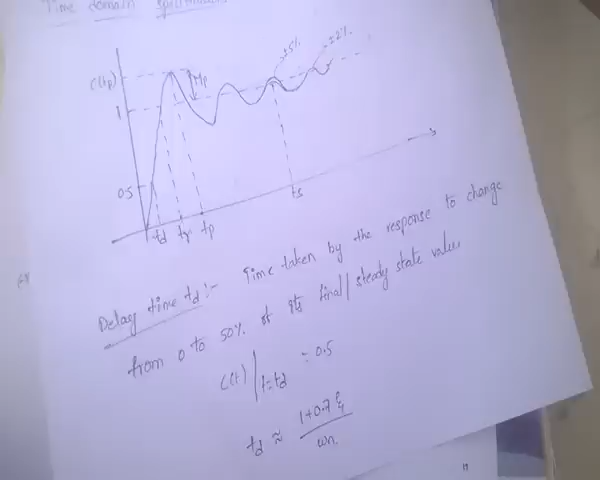 Time domain specifications
±5%
±2%
C(tp)
Mp
1
0.5
td
tr
tp
ts
Delay time td :- Time taken by the response to change
from 0 to 50% of its final/steady state value.
C(t)|t=td = 0.5
td ≈ 1+0.7ξ
ωn